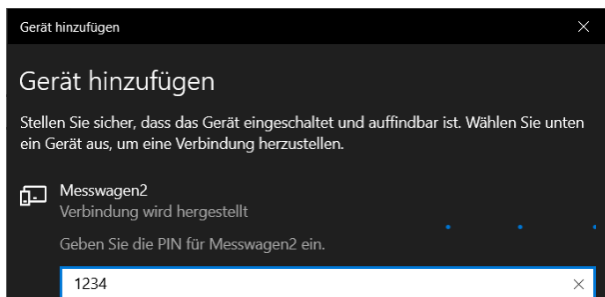 Gerät hinzufügen
Gerät hinzufügen
Stellen Sie sicher, dass das Gerät eingeschaltet und auffindbar ist. Wählen Sie unten
ein Gerät aus, um eine Verbindung herzustellen.
Messwagen2
Verbindung wird hergestellt
Geben Sie die PIN für Messwagen2 ein.
1234